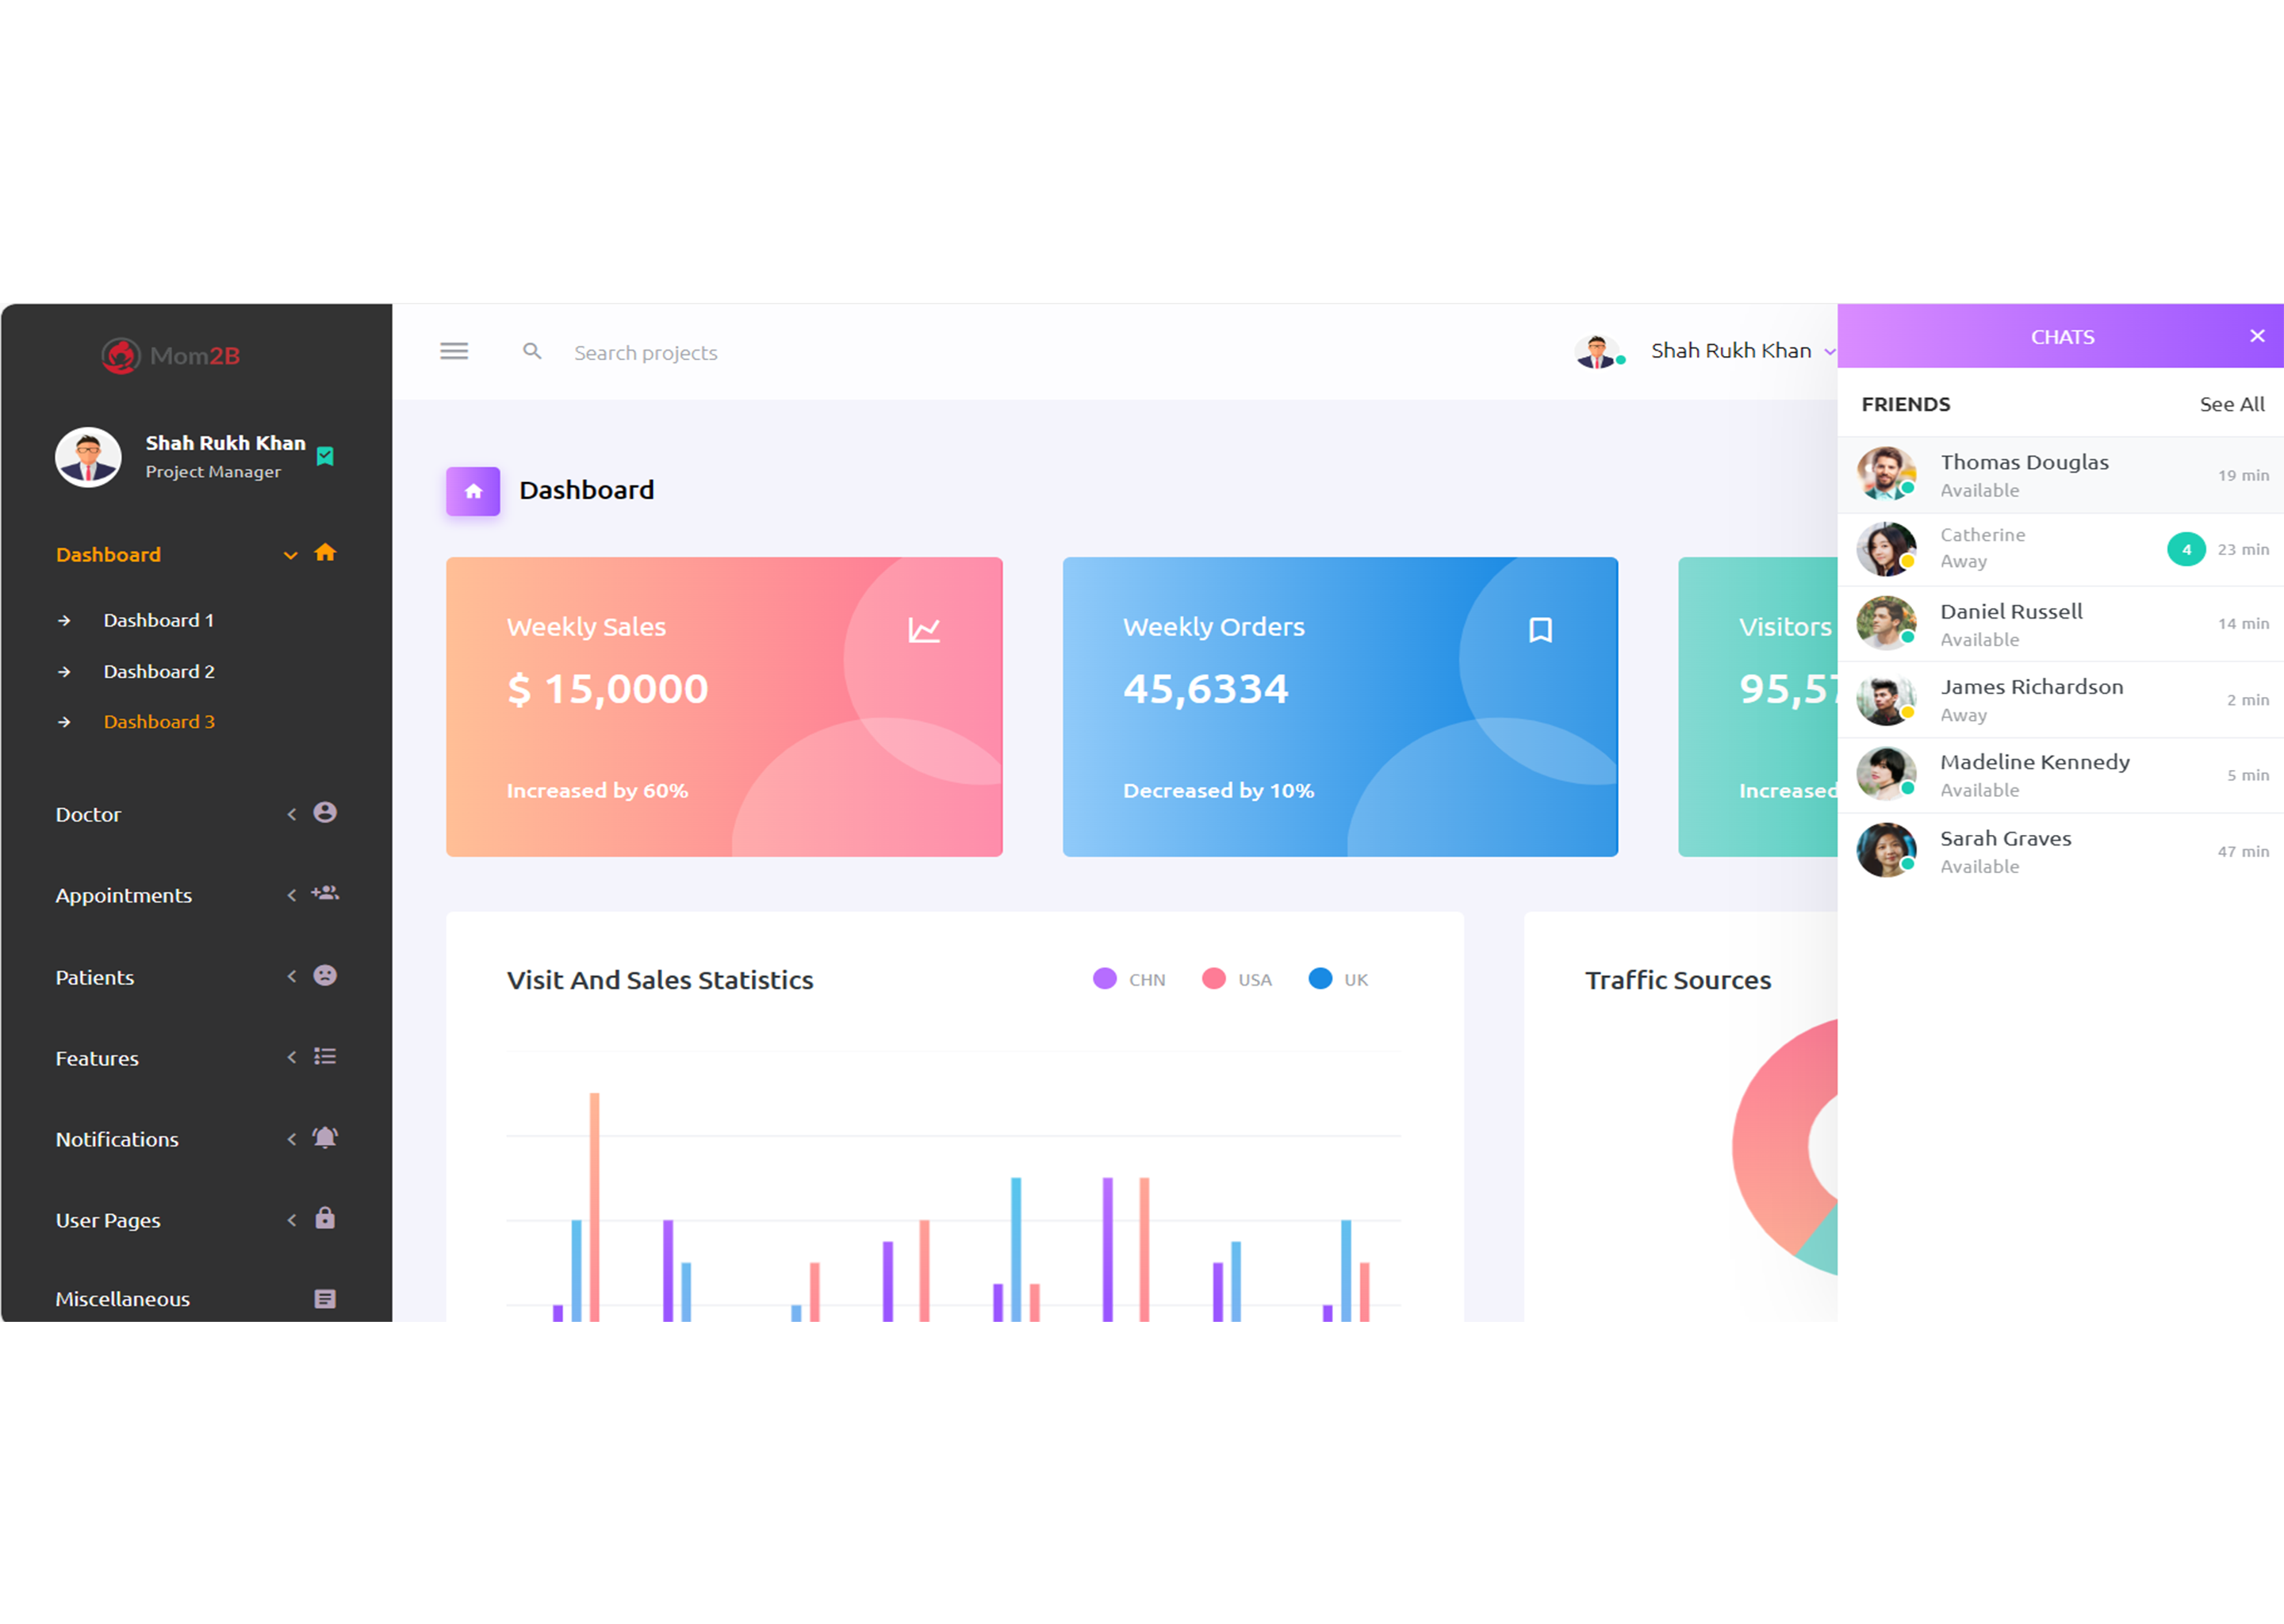 Mom2B
Shah Rukh Khan
Project Manager
Dashboard
Dashboard 1
Dashboard 2
Dashboard 3
Doctor
Appointments
Patients
Features
Notifications
User Pages
Miscellaneous
Search projects
Shah Rukh Khan
Dashboard
Weekly Sales
$ 15,0000
Increased by 60%
Weekly Orders
45,6334
Decreased by 10%
Visitors
95,57
Increased
Visit And Sales Statistics
CHN USA UK
Traffic Sources
CHATS
FRIENDS See All
Thomas Douglas
Available
19 min
Catherine
Away
4 23 min
Daniel Russell
Available
14 min
James Richardson
Away
2 min
Madeline Kennedy
Available
5 min
Sarah Graves
Available
47 min